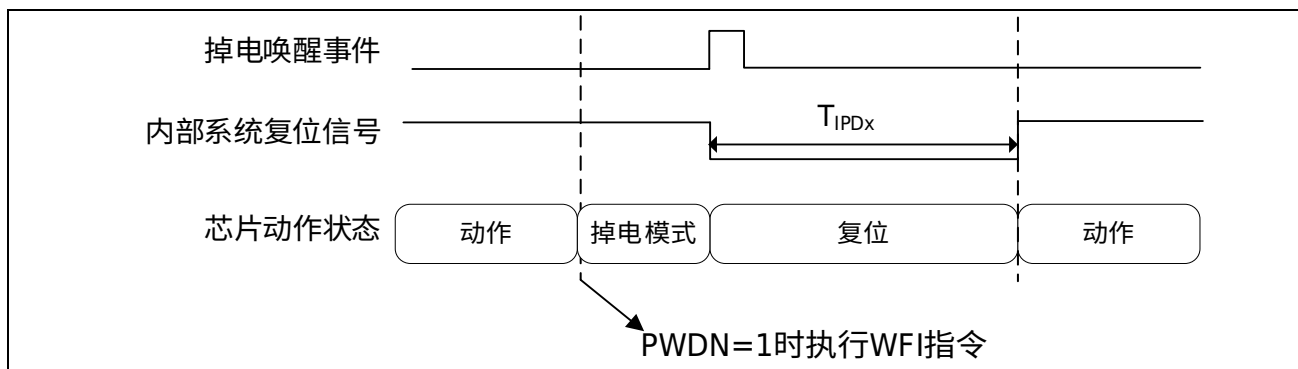 掉电唤醒事件
内部系统复位信号
TIPDx
芯片动作状态
动作
掉电模式
复位
动作
PWDN=1时执行WFI指令